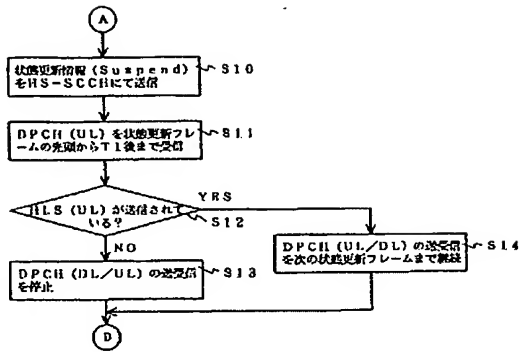 A
状態更新情報(Suspend)
をHS-SCCHにて送信
S10
DPCH(UL)を状態更新フレ
ームの先頭からT1後まで受信
S11
HLS(UL)が送信されて
いる?
S12
YRS
NO
DPCH(DL/UL)の送受信
を停止
S13
DPCH(UL/DL)の送受信
を次の状態更新フレームまで継続
S14
D